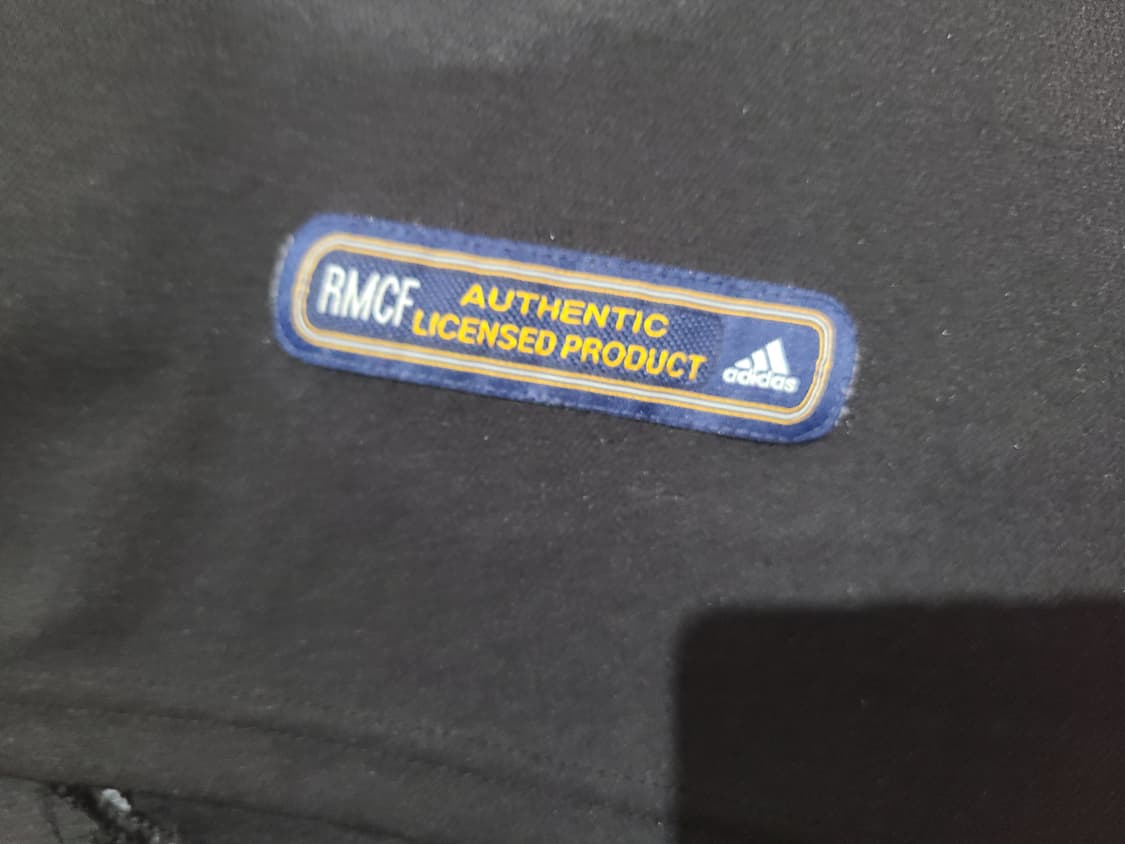 RMCF
AUTHENTIC
LICENSED PRODUCT
adidas